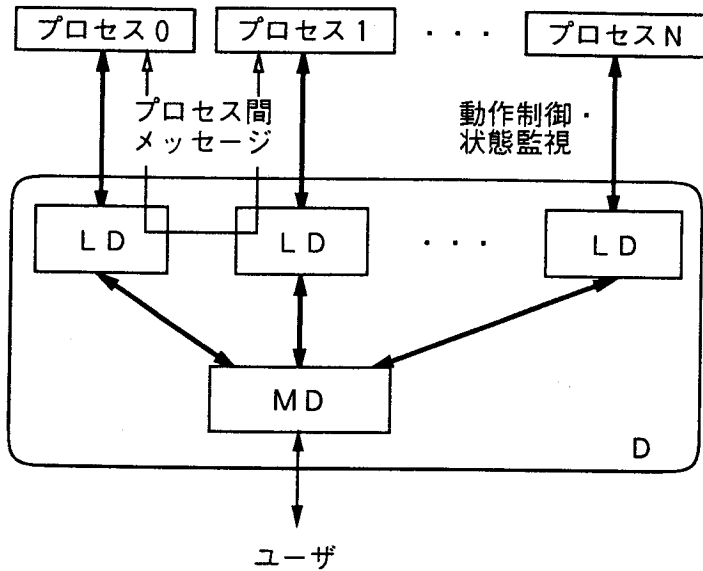 プロセス0
プロセス1
・・・
プロセスN
プロセス間
メッセージ
動作制御・
状態監視
LD
LD
・・・
LD
MD
D
ユーザ